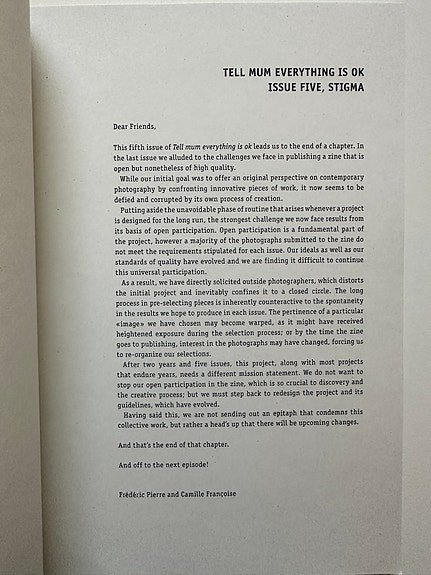 TELL MUM EVERYTHING IS OK
ISSUE FIVE, STIGMA
Dear Friends,
This fifth issue of Tell mum everything is ok leads us to the end of a chapter. In
the last issue we alluded to the challenges we face in publishing a zine that is
open but nonetheless of high quality.
While our initial goal was to offer an original perspective on contemporary
photography by confronting innovative pieces of work, it now seems to be
defied and corrupted by its own process of creation.
Putting aside the unavoidable phase of routine that arises whenever a project
is designed for the long run, the strongest challenge we now face results from
its basis of open participation. Open participation is a fundamental part of
the project, however a majority of the photographs submitted to the zine do
not meet the requirements stipulated for each issue. Our ideals as well as our
standards of quality have evolved and we are finding it difficult to continue
this universal participation.
As a result, we have directly solicited outside photographers, which distorts
the initial project and inevitably confines it to a closed circle. The long
process in pre-selecting pieces is inherently counteractive to the spontaneity
in the results we hope to produce in each issue. The pertinence of a particular
«image» we have chosen may become warped, as it might have received
heightened exposure during the selection process; or by the time the zine
goes to publishing, interest in the photographs may have changed, forcing us
to re-organize our selections.
After two years and five issues, this project, along with most projects
that endure years, needs a different mission statement. We do not want to
stop our open participation in the zine, which is so crucial to discovery and
the creative process; but we must step back to redesign the project and its
guidelines, which have evolved.
Having said this, we are not sending out an epitaph that condemns this
collective work, but rather a head's up that there will be upcoming changes.
And that's the end of that chapter.
And off to the next episode!
Frédéric Pierre and Camille Françoise